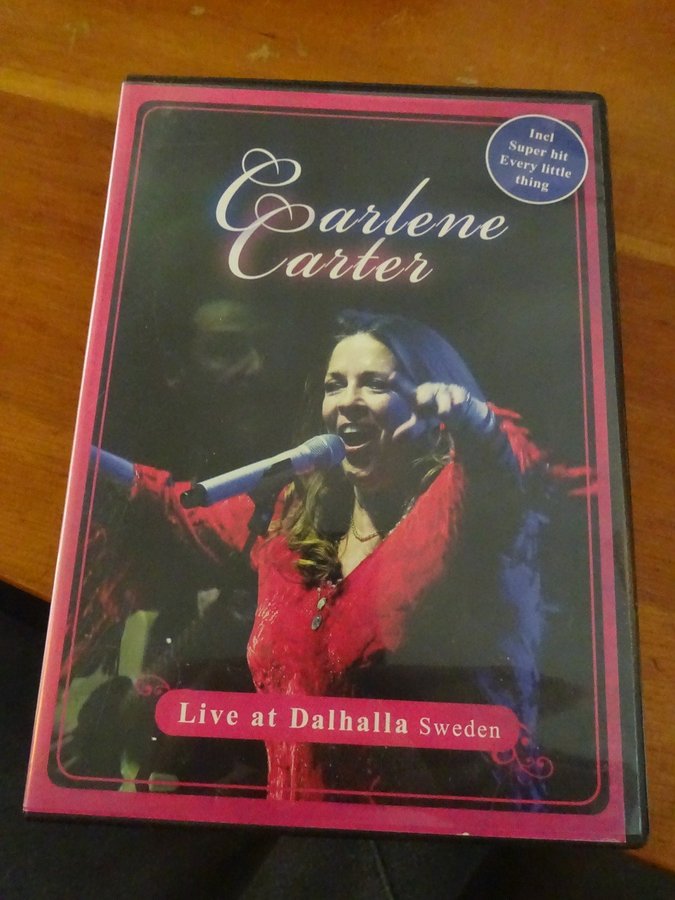 Incl
Super hit
Every little
thing
Carlene
Carter
Live at Dalhalla Sweden